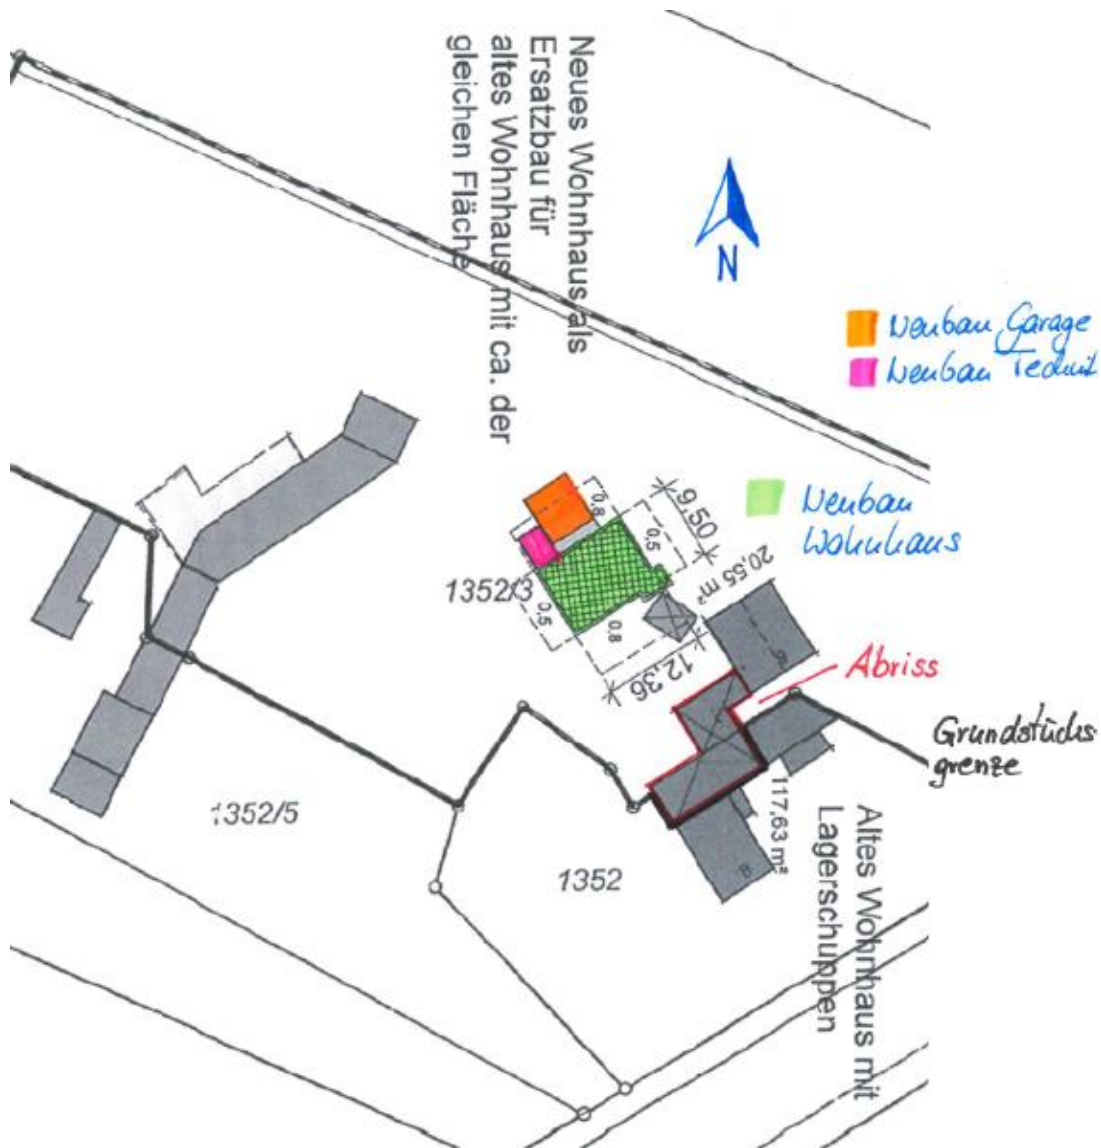 Neues Wohnhaus als
Ersatzbau für
altes Wohnhaus mit ca. der
gleichen Fläche
N
Neubau Garage
Neubau Technik
Neubau
Wohnhaus
9,50
0,8
0,5
20,55 m²
1352/3
0,5
0,8
12,36
Abriss
Grundstücks
grenze
117,63 m²
1352/5
1352
Altes Wohnhaus mit
Lagerschuppen